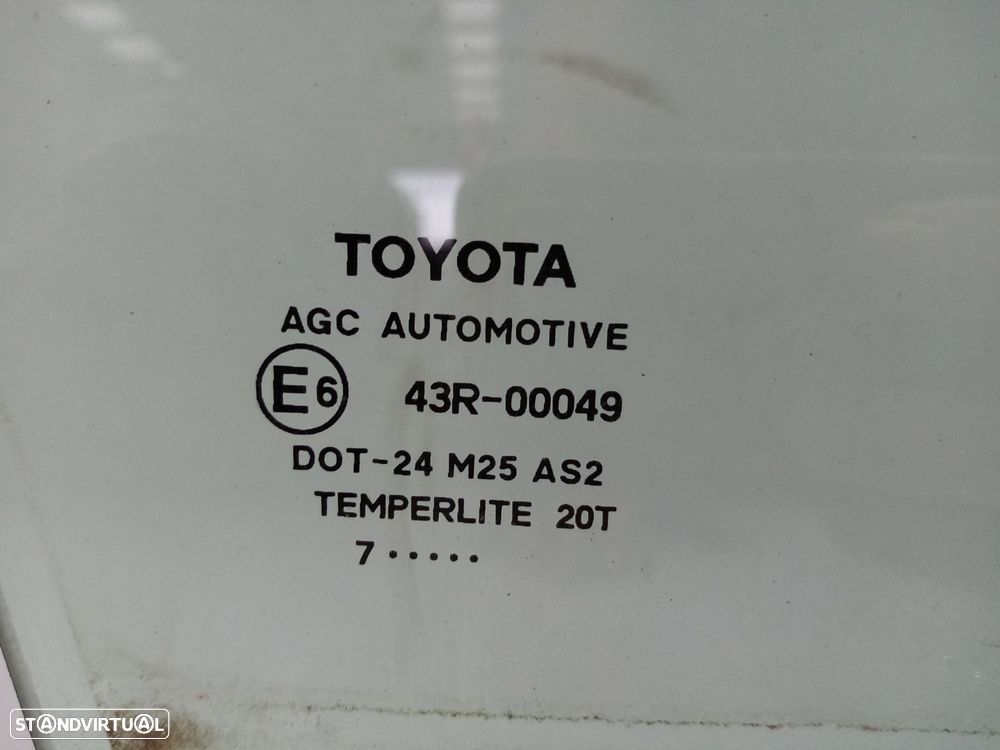 TOYOTA
AGC AUTOMOTIVE
E6 43R-00049
DOT-24 M25 AS2
TEMPERLITE 20T
7 • • • • •
STANDVIRTUAL